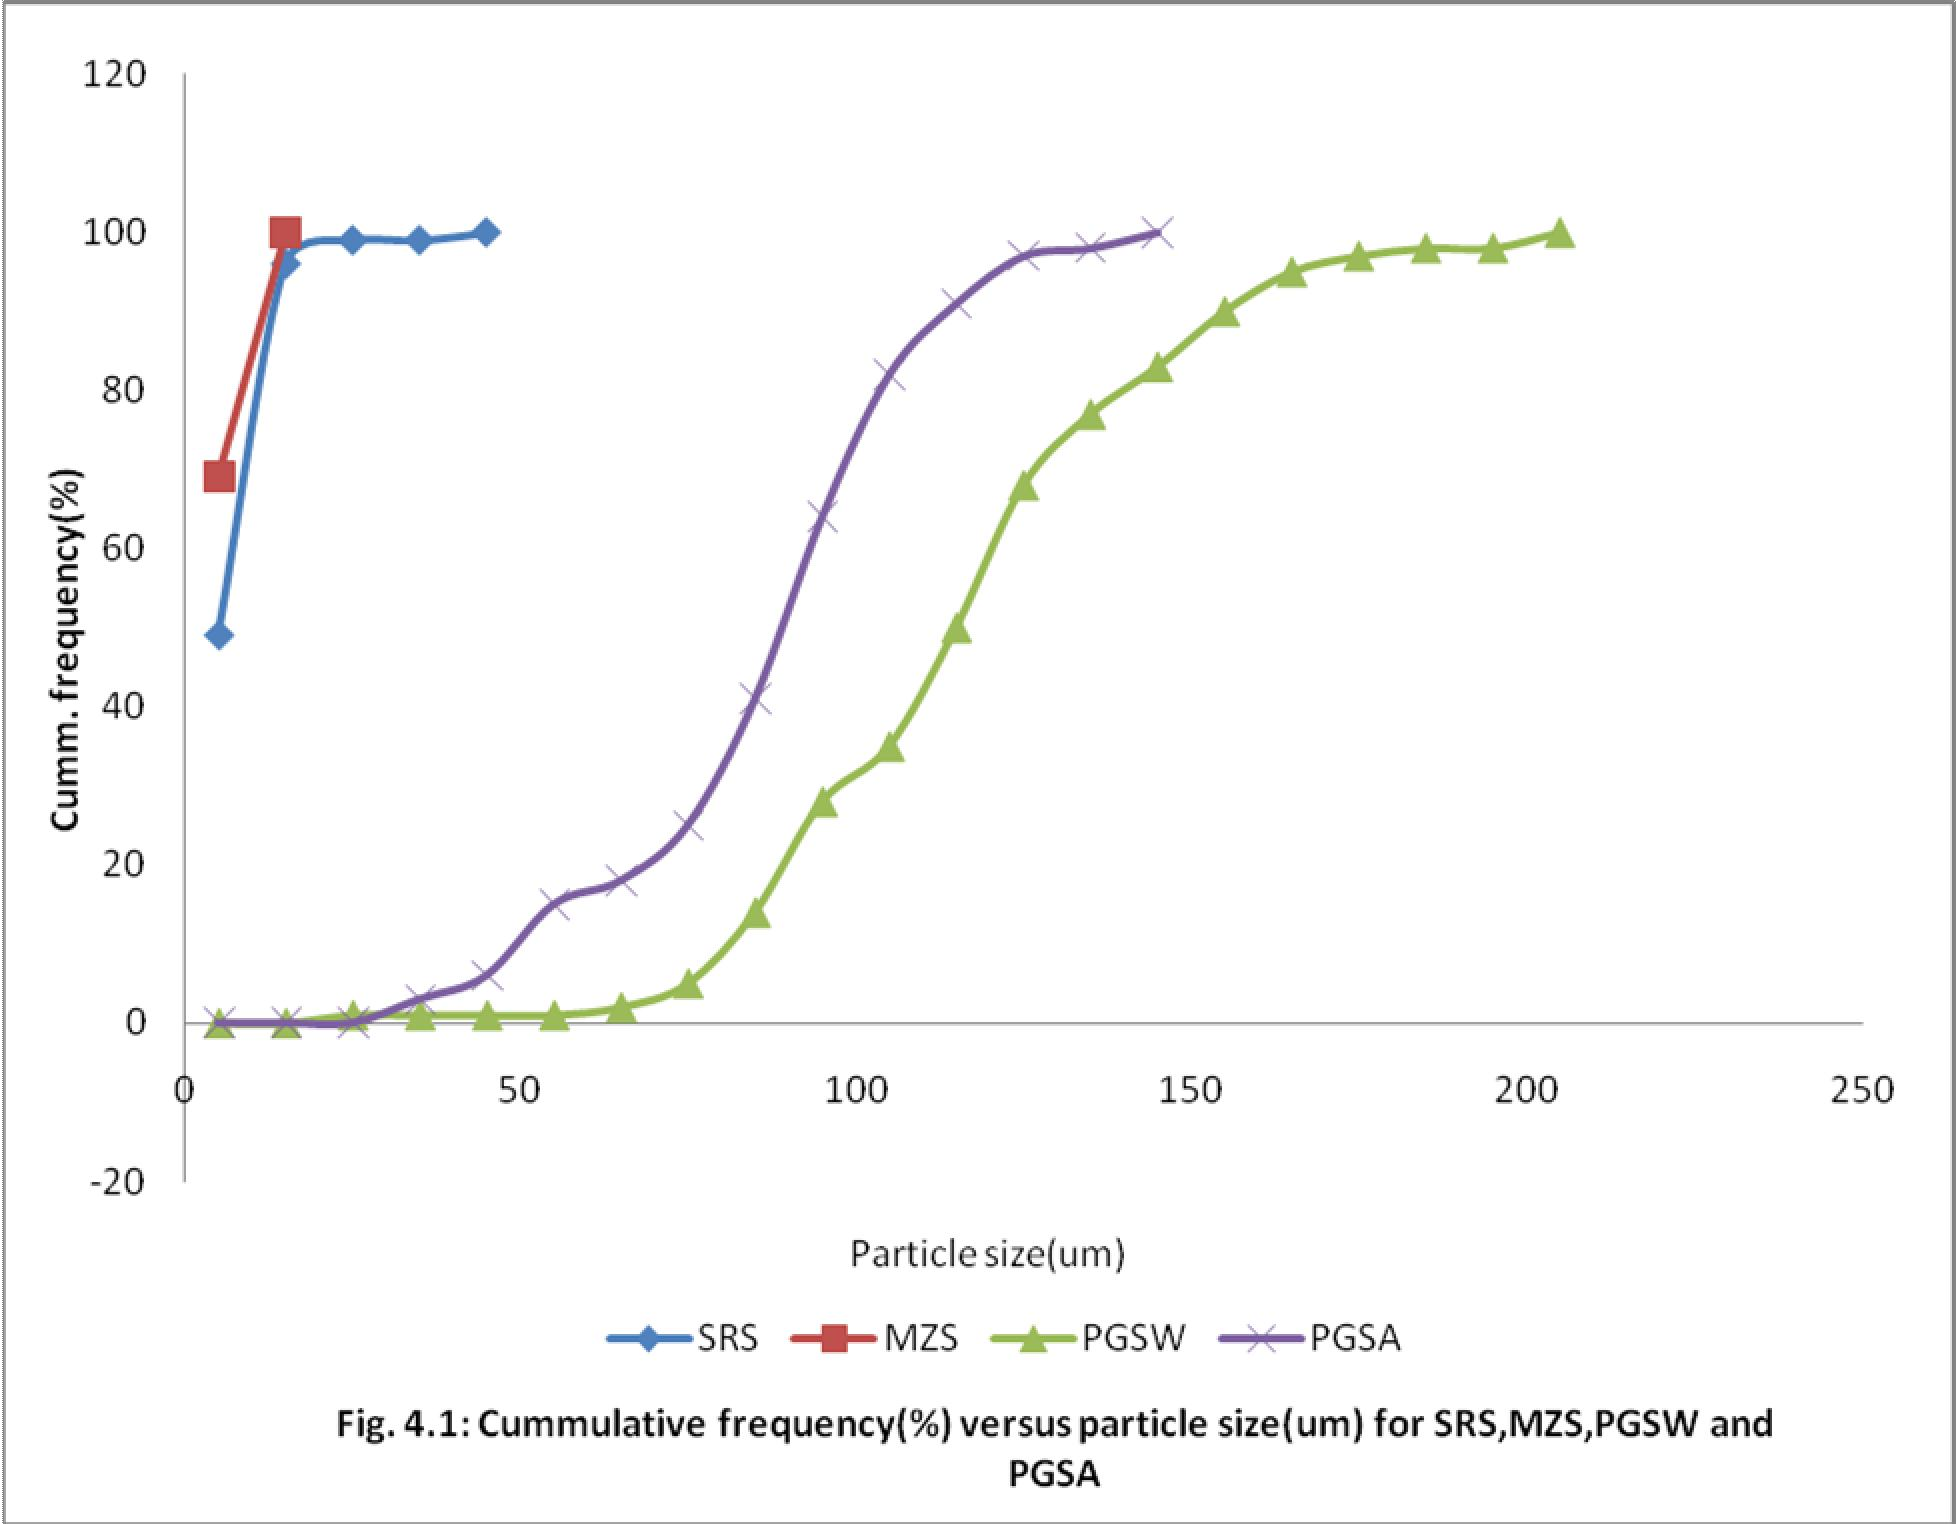 120
100
80
60
40
20
0
-20
Cumm. frequency(%)
0 50 100 150 200 250
Particle size(um)
SRS MZS PGSW PGSA
Fig. 4.1: Cummulative frequency(%) versus particle size(um) for SRS,MZS,PGSW and
PGSA